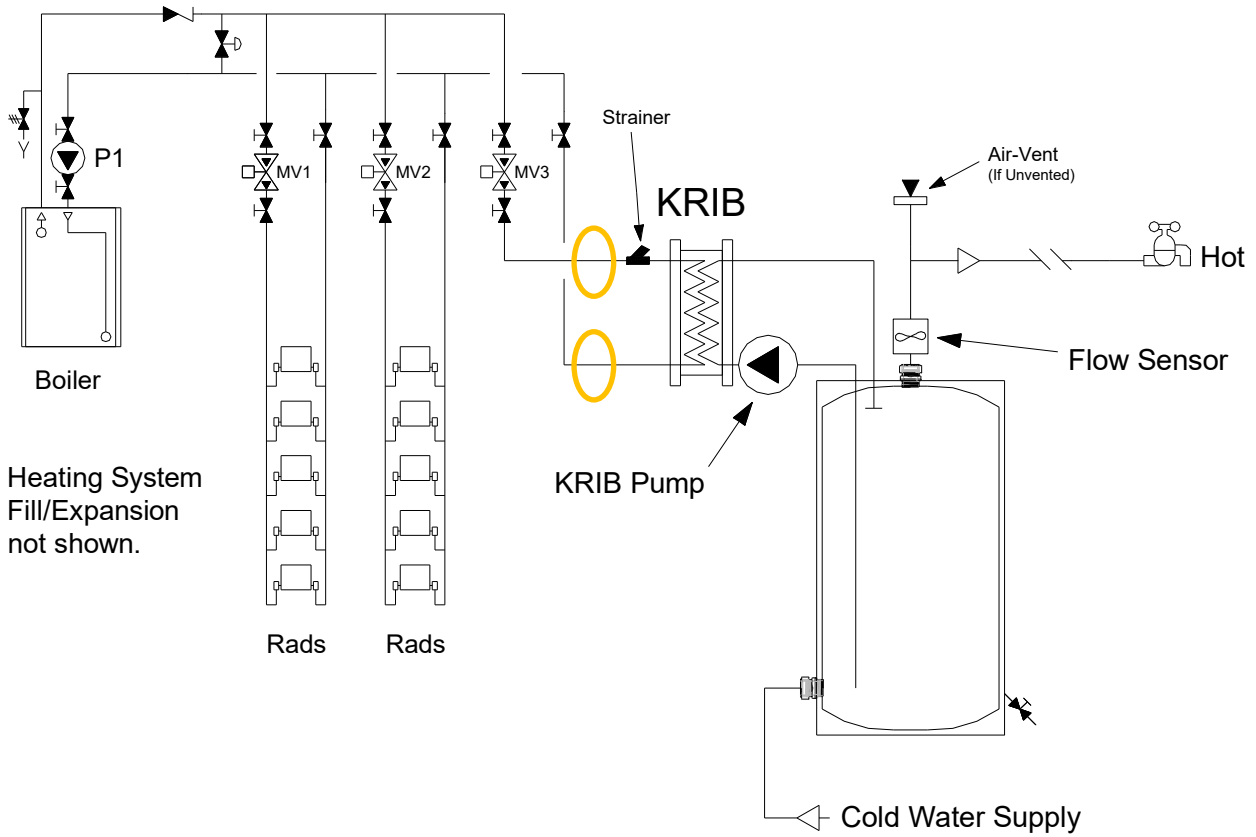 Strainer
Air-Vent
(If Unvented)
P1
MV1
MV2
MV3
KRIB
Hot
Flow Sensor
Boiler
Heating System
Fill/Expansion
not shown.
KRIB Pump
Rads
Rads
Cold Water Supply